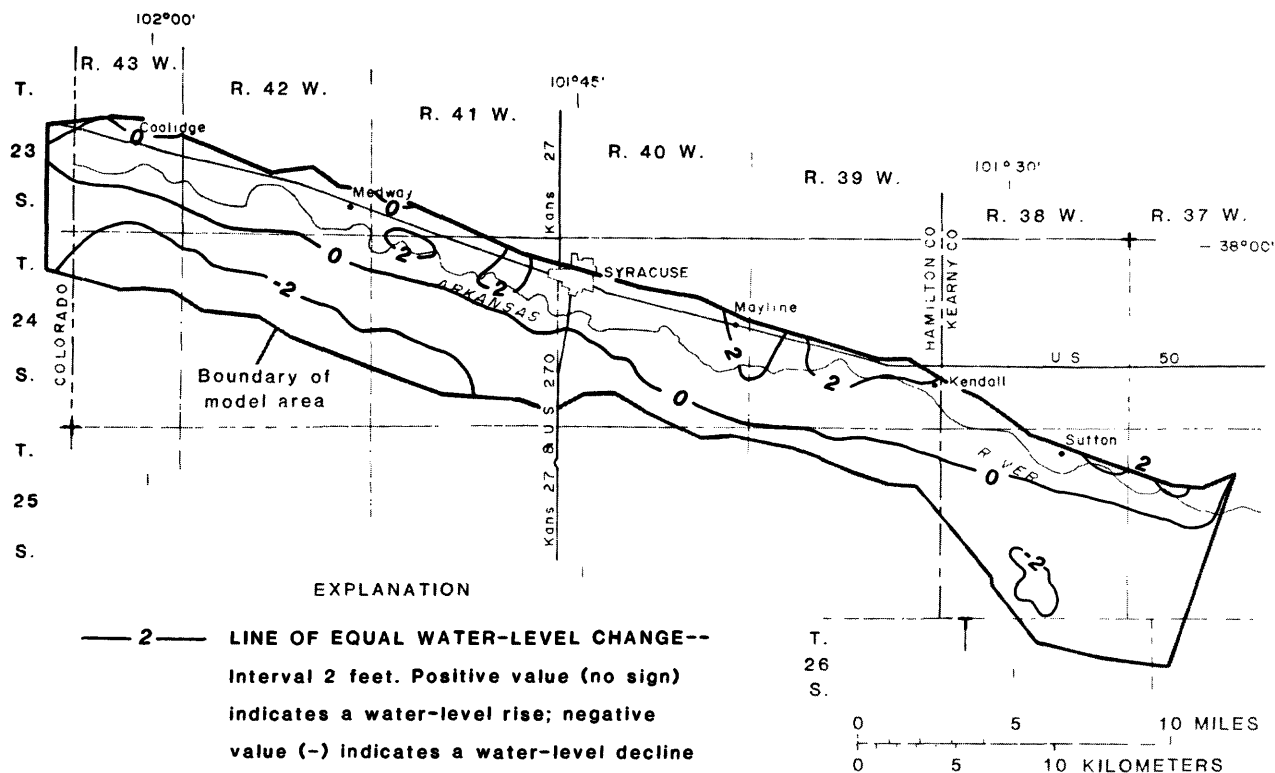 102°00'
R. 43 W.
R. 42 W.
R. 41 W.
101°45'
R. 40 W.
R. 39 W.
101°30'
R. 38 W.
R. 37 W.
38°00'
T.
23
S.
T.
24
S.
T.
25
S.
Coolidge
0
Medway
0
Kans 27
0
2
2
-2
ARKANSAS
SYRACUSE
COLORADO
Boundary of
model area
Kans 27 & US 270
Mayline
2
2
0
HAMILTON CO
KEARNY CO
US 50
Kendall
Sutton
RIVER
0
2
-2
T.
26
S.
EXPLANATION
2 LINE OF EQUAL WATER-LEVEL CHANGE--
Interval 2 feet. Positive value (no sign)
indicates a water-level rise; negative
value (-) indicates a water-level decline
0 5 10 MILES
0 5 10 KILOMETERS